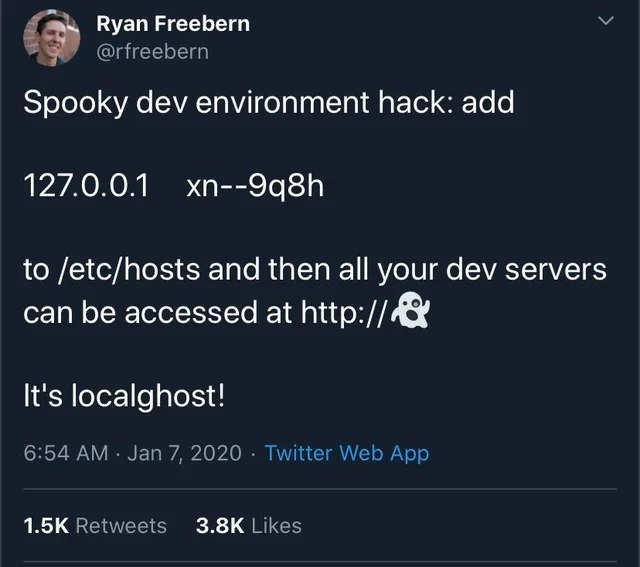 Ryan Freebern
@rfreebern
Spooky dev environment hack: add
127.0.0.1 xn--9q8h
to /etc/hosts and then all your dev servers
can be accessed at http://👻
It's localghost!
6:54 AM · Jan 7, 2020 · Twitter Web App
1.5K Retweets 3.8K Likes